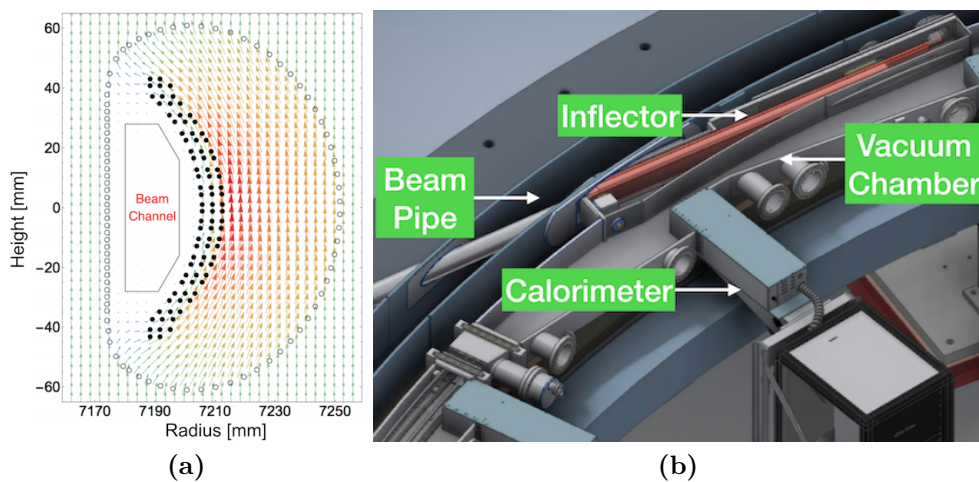 60
40
20
0
−20
−40
−60
Height [mm]
Beam
Channel
7170 7190 7210 7230 7250
Radius [mm]
(a)
Inflector
Vacuum
Chamber
Beam
Pipe
Calorimeter
(b)